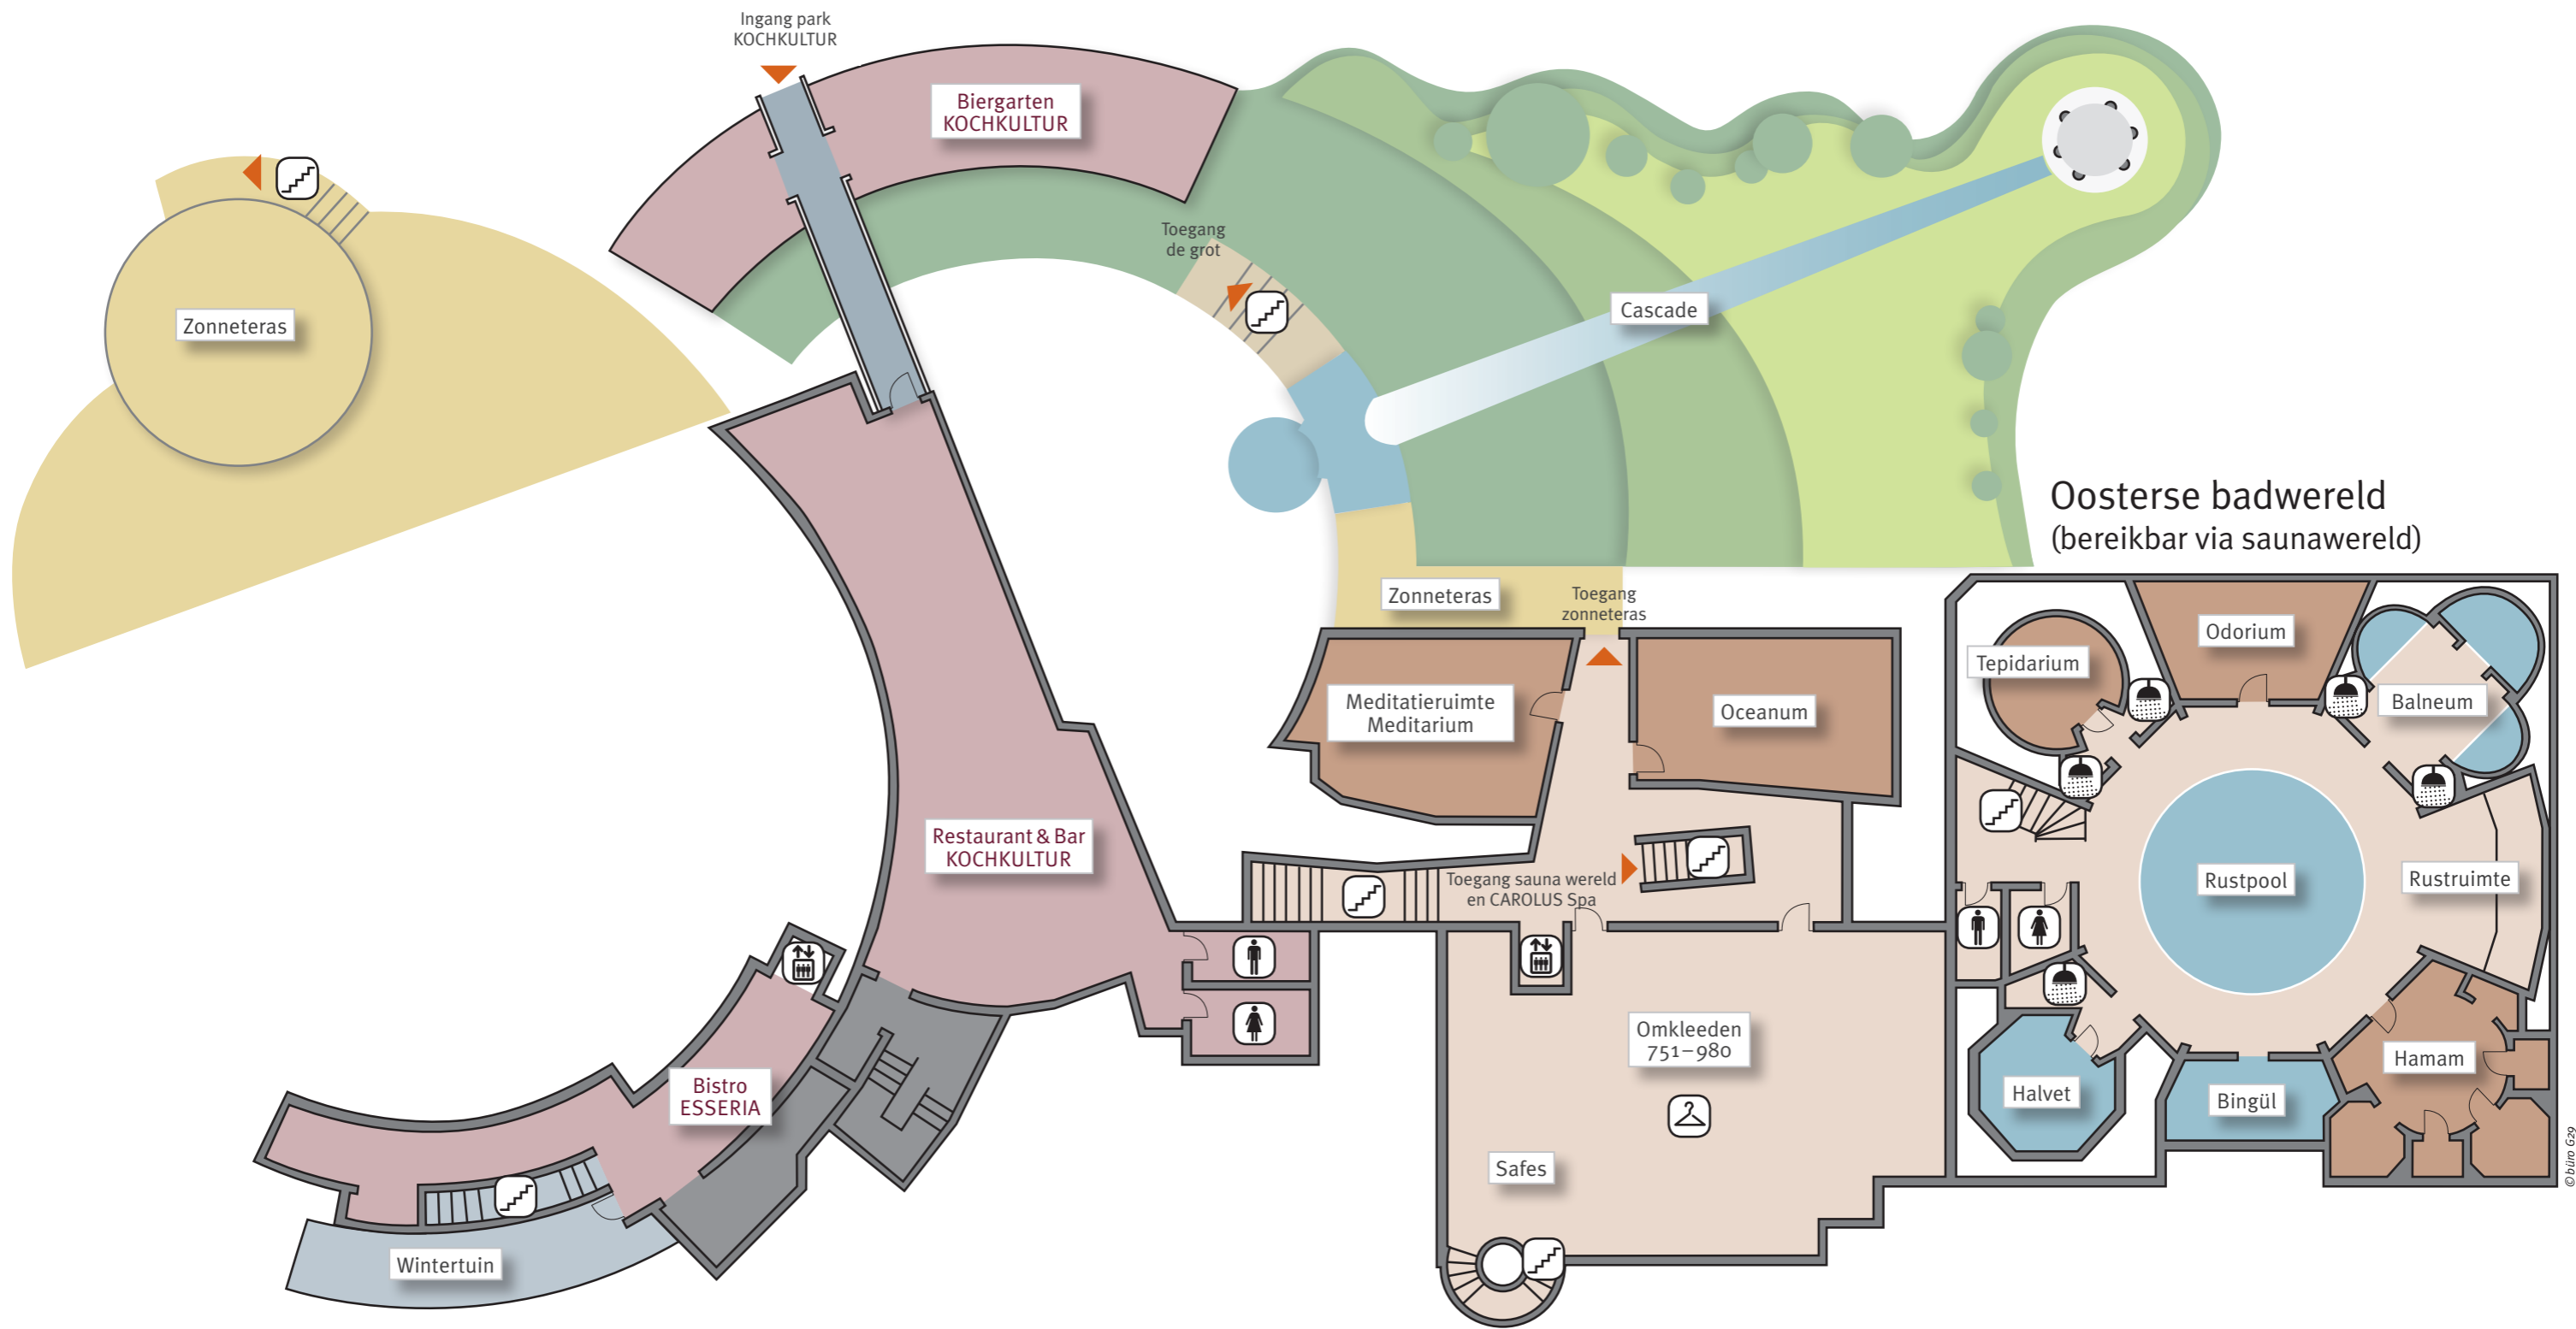 Ingang park
KOCHKULTUR
Biergarten
KOCHKULTUR
Zonneteras
Toegang
de grot
Cascade
Oosterse badwereld
(bereikbar via saunawereld)
Zonneteras
Toegang
zonneteras
Meditatieruimte
Meditarium
Oceanum
Tepidarium
Odorium
Balneum
Restaurant & Bar
KOCHKULTUR
Toegang sauna wereld
en CAROLUS Spa
Rustpool
Rustruimte
Omkleeden
751–980
Hamam
Halvet
Bingül
Bistro
ESSERIA
Safes
Wintertuin
© büro G29